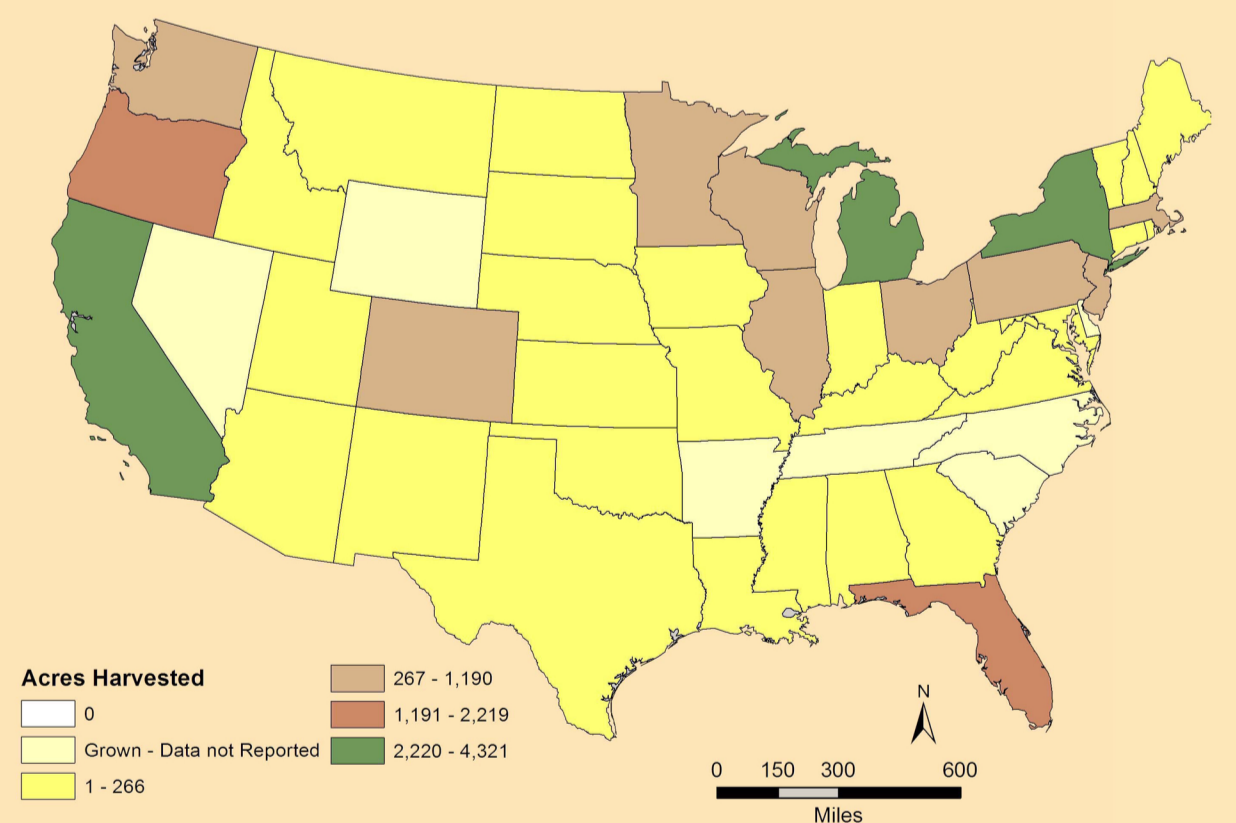 Acres Harvested
0
Grown - Data not Reported
1 - 266
267 - 1,190
1,191 - 2,219
2,220 - 4,321
N
0 150 300 600
Miles